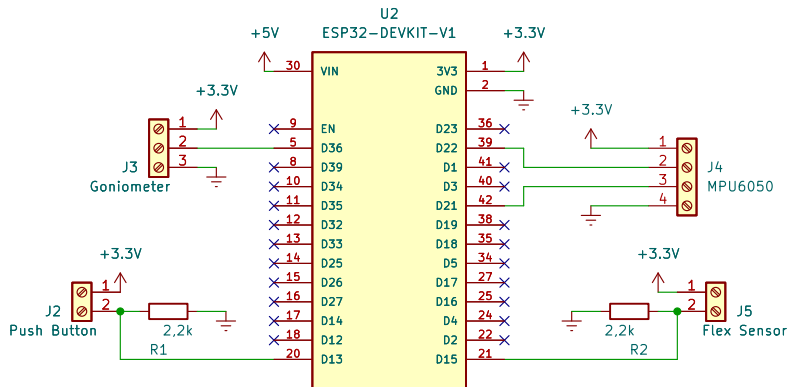 U2
ESP32-DEVKIT-V1
+5V
+3.3V
30 VIN 3V3 1
GND 2
+3.3V
+3.3V
1 9 EN D23 36
2 5 D36 D22 39 1
3 8 D39 D1 41 2
J3 J4
Goniometer 10 D34 D3 40 3 MPU6050
11 D35 D21 42 4
12 D32 D19 38
13 D33 D18 35
+3.3V +3.3V
14 D25 D5 34
1 15 D26 D17 27 1
J2 2 16 D27 D16 25 2 J5
Push Button 2,2k 17 D14 D4 24 2,2k Flex Sensor
R1 18 D12 D2 22 R2
20 D13 D15 21